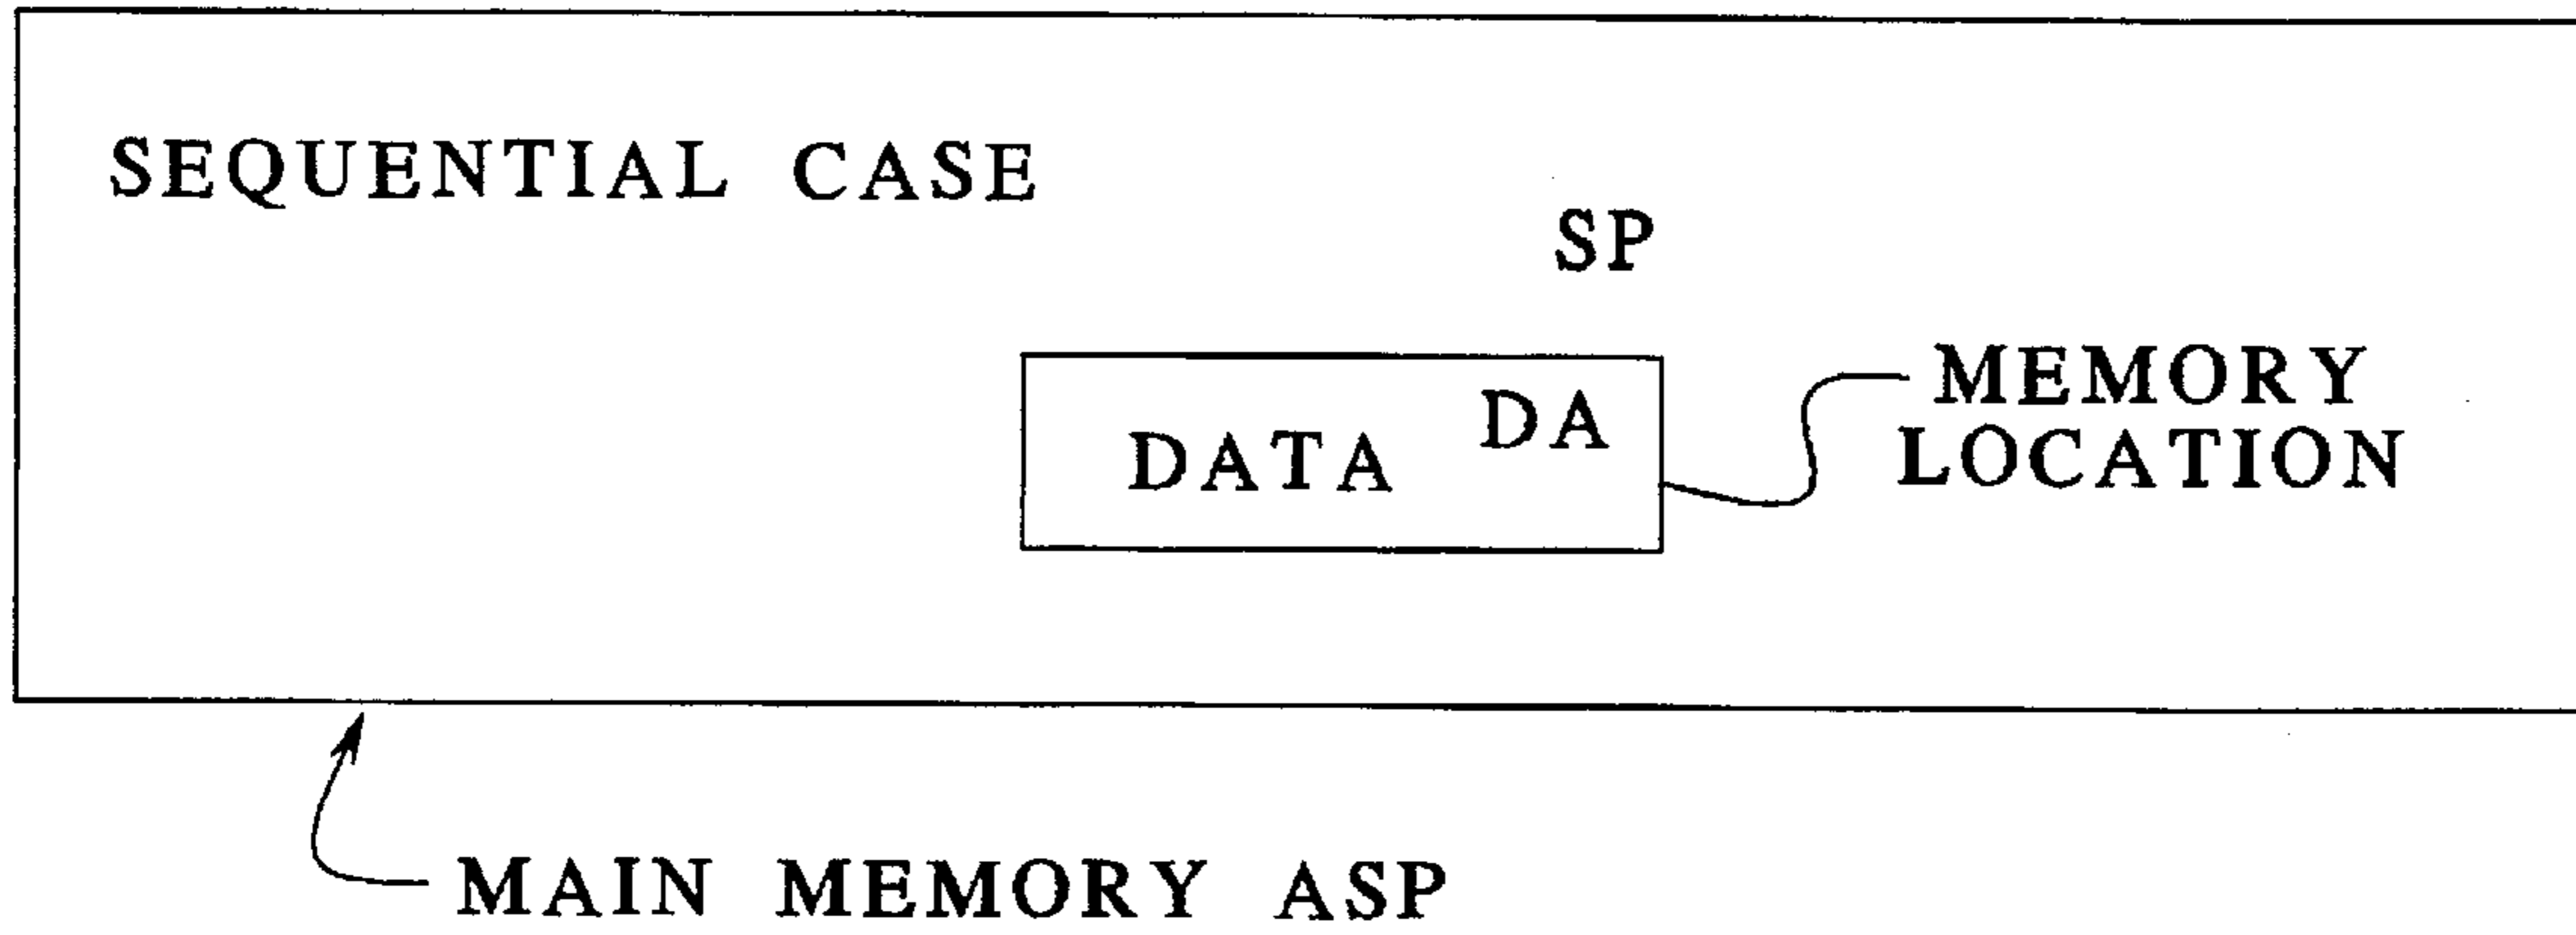 SEQUENTIAL CASE
SP
DATA DA
MEMORY
LOCATION
MAIN MEMORY ASP